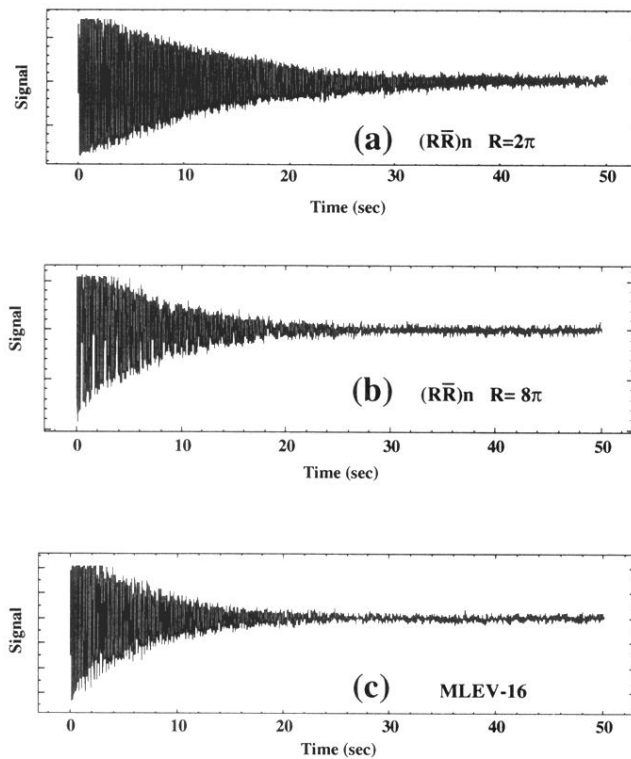 Signal
(a) (RR̅)n R=2π
0 10 20 30 40 50
Time (sec)
Signal
(b) (RR̅)n R= 8π
0 10 20 30 40 50
Time (sec)
Signal
(c) MLEV-16
0 10 20 30 40 50
Time (sec)